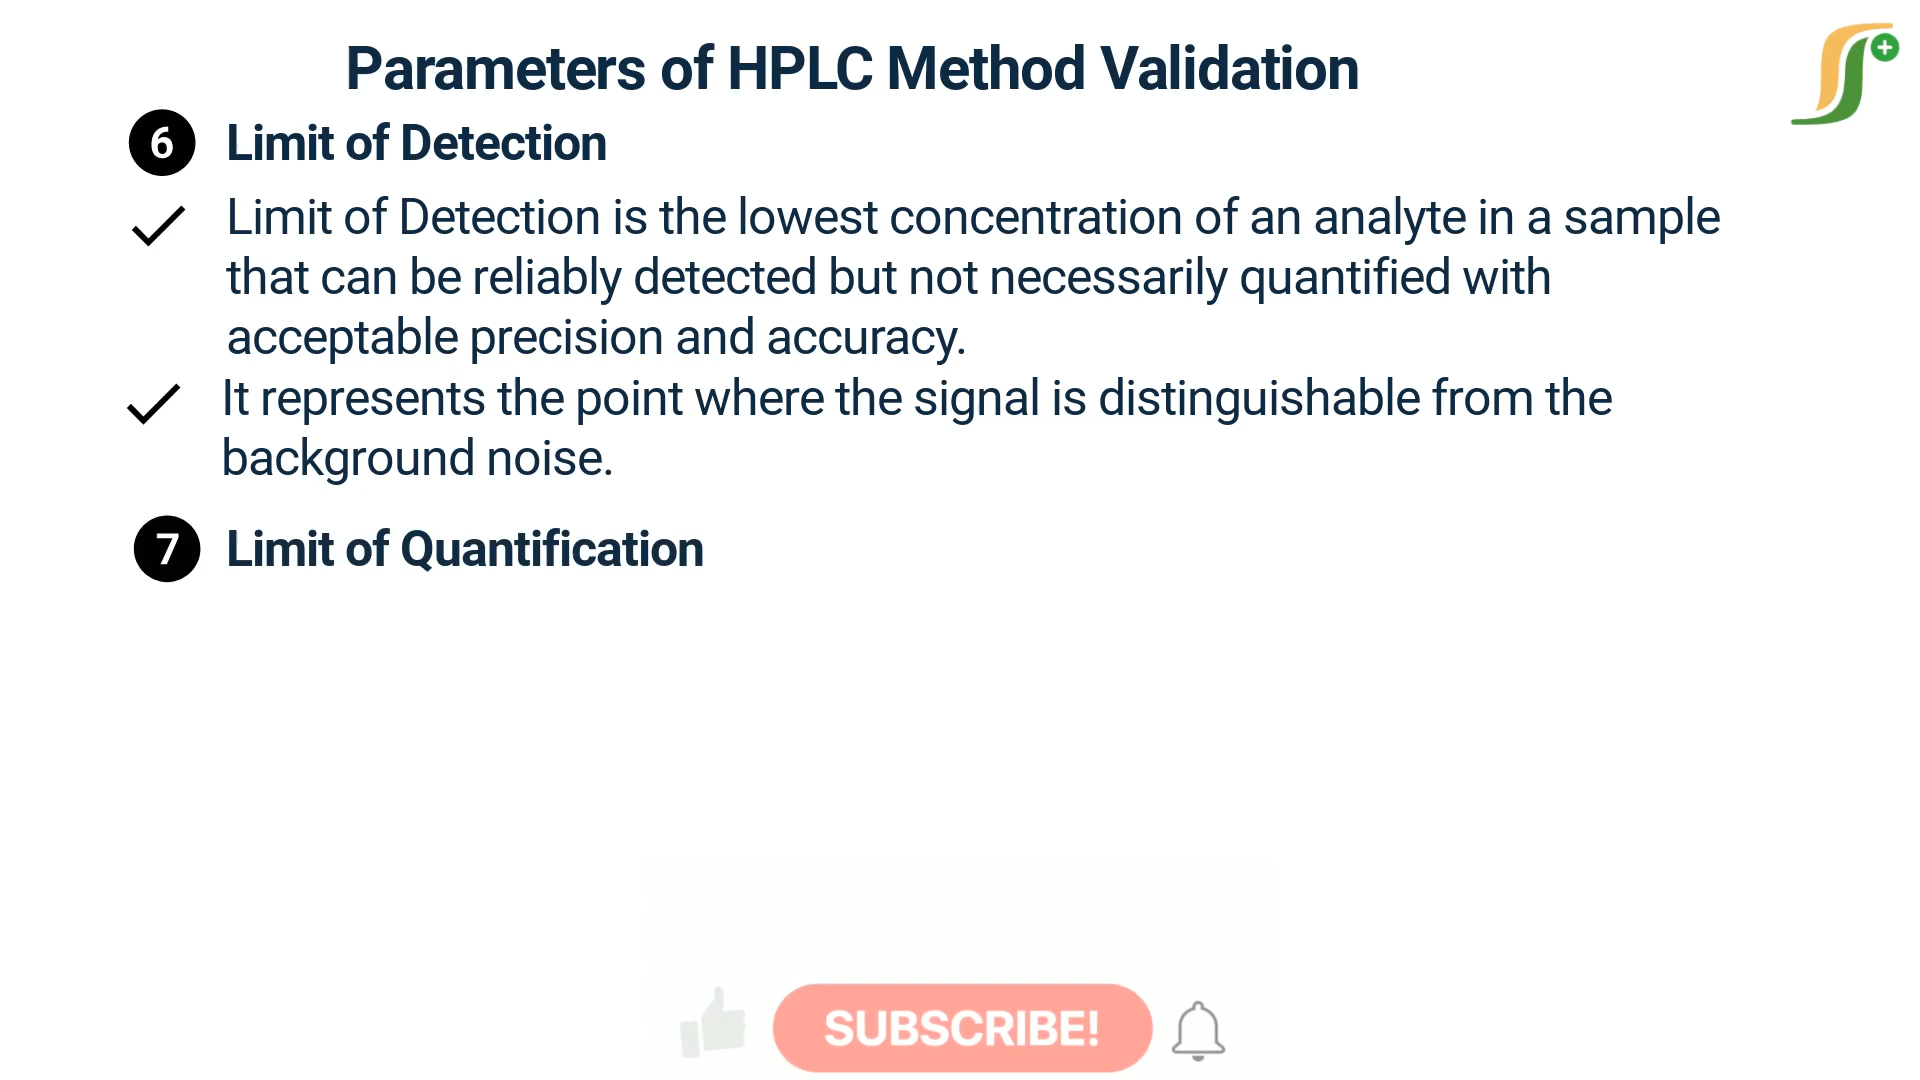 Parameters of HPLC Method Validation
6 Limit of Detection
Limit of Detection is the lowest concentration of an analyte in a sample
that can be reliably detected but not necessarily quantified with
acceptable precision and accuracy.
It represents the point where the signal is distinguishable from the
background noise.
7 Limit of Quantification
SUBSCRIBE!